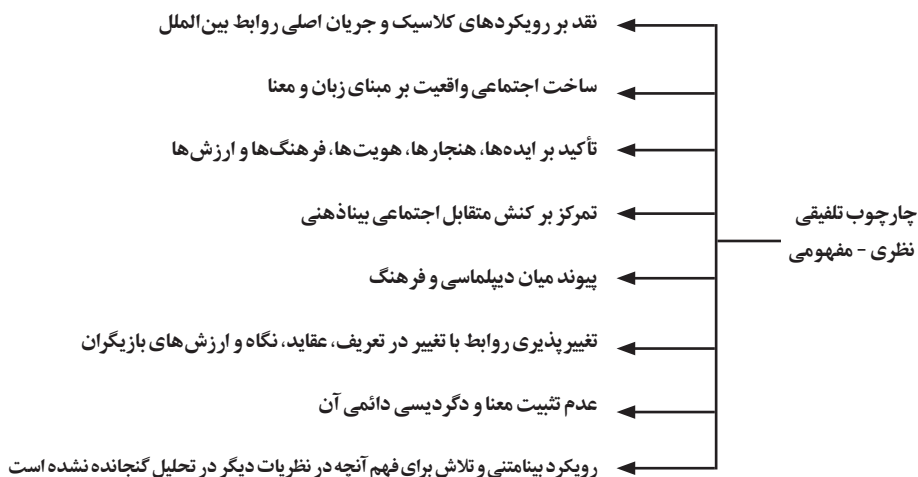 نقد بر رویکردهای کلاسیک و جریان اصلی روابط بین‌الملل
ساخت اجتماعی واقعیت بر مبنای زبان و معنا
تأکید بر ایده‌ها، هنجارها، هویت‌ها، فرهنگ‌ها و ارزش‌ها
تمرکز بر کنش متقابل اجتماعی بیناذهنی
چارچوب تلفیقی
نظری - مفهومی
پیوند میان دیپلماسی و فرهنگ
تغییرپذیری روابط با تغییر در تعریف، عقاید، نگاه و ارزش‌های بازیگران
عدم تثبیت معنا و دگردیسی دائمی آن
رویکرد بینامتنی و تلاش برای فهم آنچه در نظریات دیگر در تحلیل گنجانده نشده است